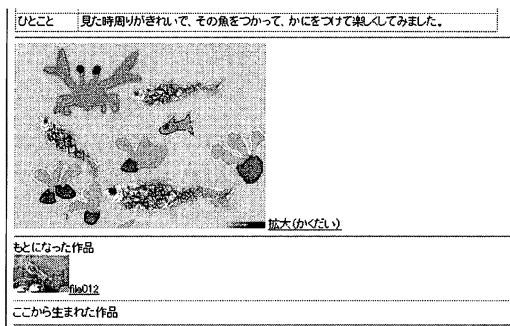 ひとこと 見た時周りがきれいで、その魚をつかって、かにをつけて楽しくしてみました。
拡大(かくだい)
もとになった作品
file012
ここから生まれた作品